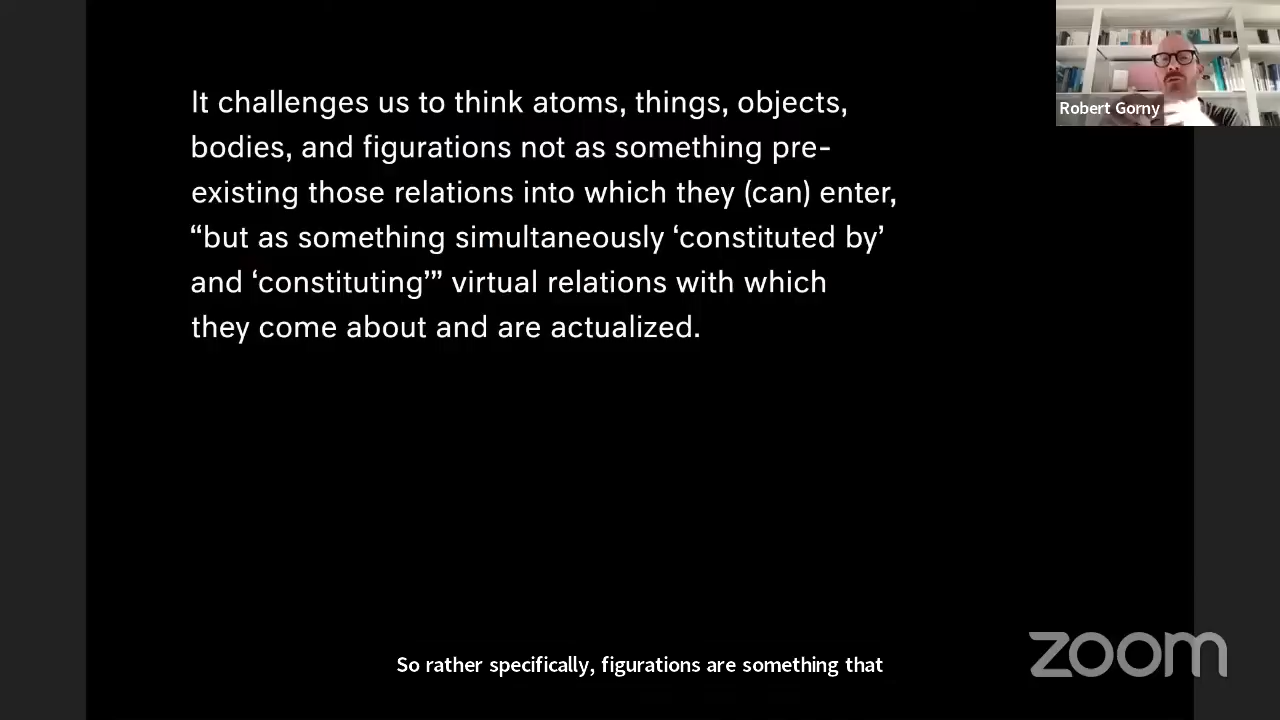 It challenges us to think atoms, things, objects,
bodies, and figurations not as something pre-
existing those relations into which they (can) enter,
“but as something simultaneously ‘constituted by’
and ‘constituting’” virtual relations with which
they come about and are actualized.
Robert Gorny
So rather specifically, figurations are something that
zoom